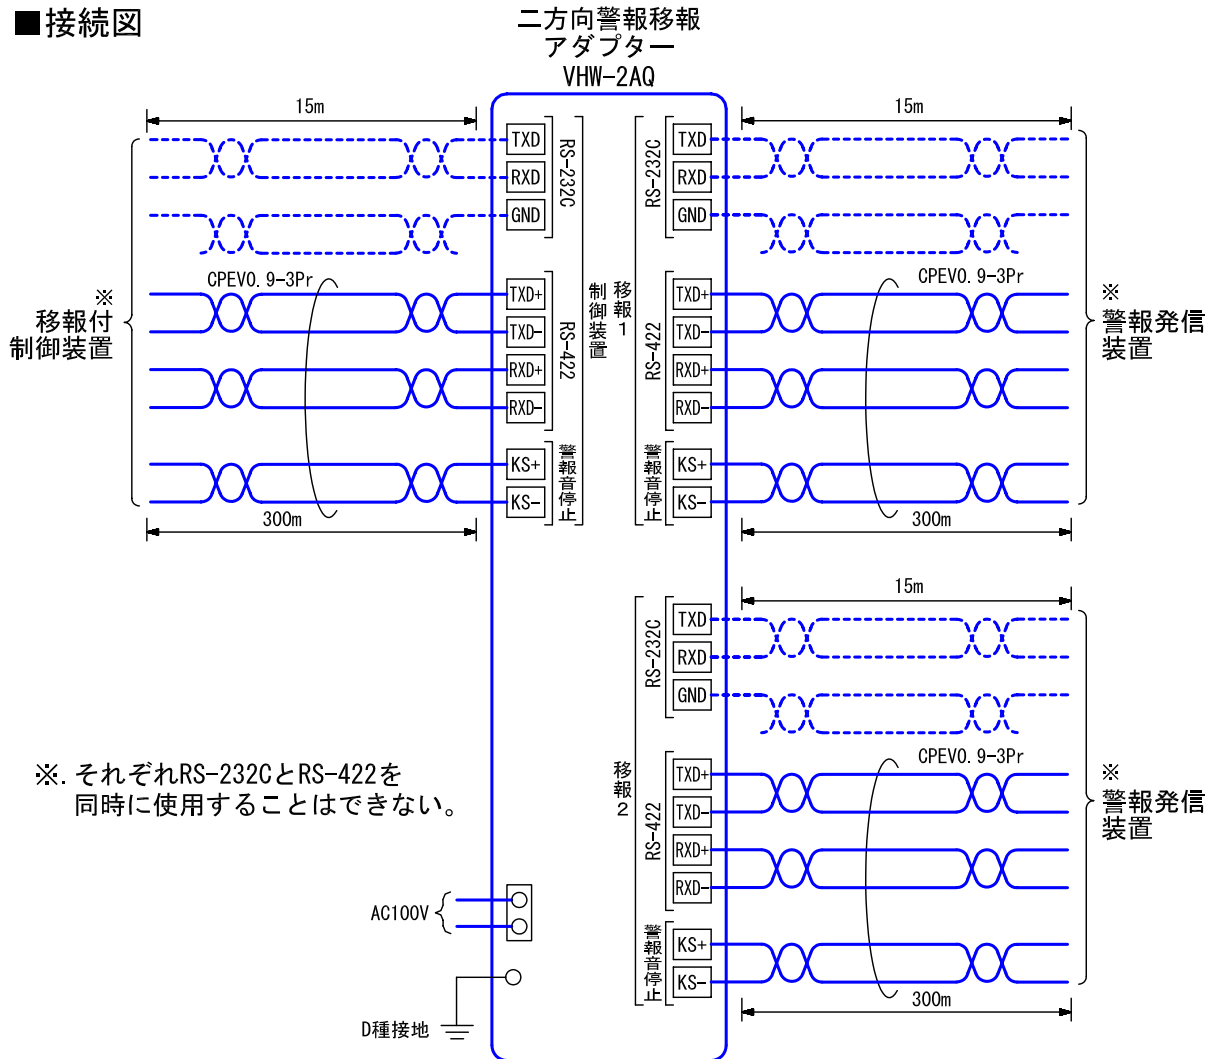 ■接続図
二方向警報移報
アダプター
VHW-2AQ
15m
TXD
RXD
GND
RS-232C
CPEV0.9-3Pr
TXD+
TXD-
RXD+
RXD-
RS-422
KS+
KS-
警報音停止
制御装置
300m
※
移報付
制御装置
15m
TXD
RXD
GND
RS-232C
CPEV0.9-3Pr
TXD+
TXD-
RXD+
RXD-
RS-422
KS+
KS-
警報音停止
移報1
300m
※
警報発信
装置
15m
TXD
RXD
GND
RS-232C
CPEV0.9-3Pr
TXD+
TXD-
RXD+
RXD-
RS-422
KS+
KS-
警報音停止
移報2
300m
※
警報発信
装置
※. それぞれRS-232CとRS-422を
同時に使用することはできない。
AC100V
D種接地